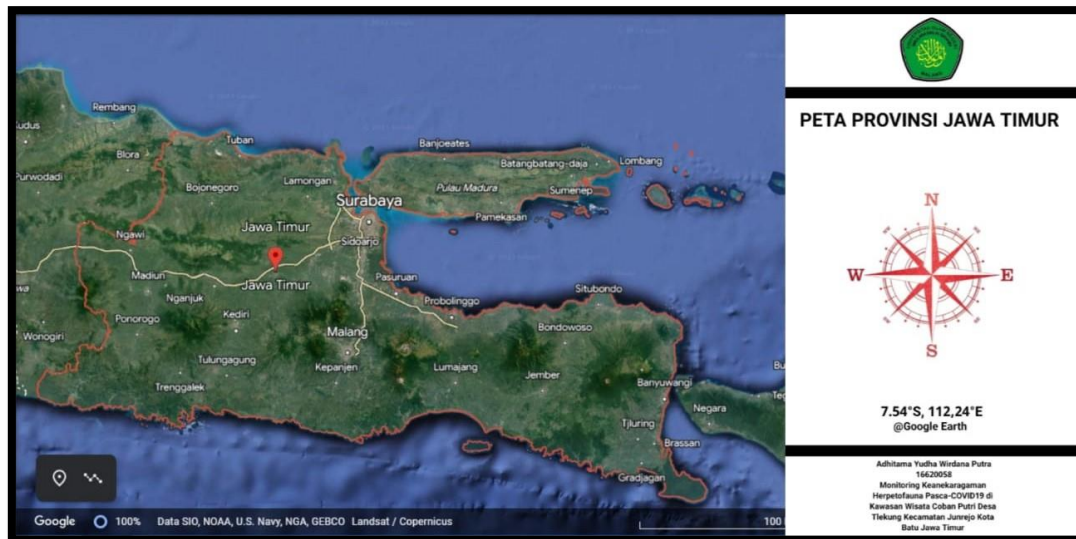 Rembang
Kudus
Tuban
Banjoeates
Blora
Batangbatang-daja
Lombang
Purwodadi
Bojonegoro
Lamongan
Pulau Madura
Sumenep
Surabaya
Pamekasan
Jawa Timur
Sidoarjo
Ngawi
Madiun
Jawa Timur
Pasuruan
Nganjuk
Situbondo
Probolinggo
Ponorogo
Kediri
Malang
Bondowoso
Wonogiri
Tulungagung
Kepanjen
Lumajang
Jember
Trenggalek
Banyuwangi
Negara
Tjluring
Brassan
Gradjagan
Google
100%
Data SIO, NOAA, U.S. Navy, NGA, GEBCO Landsat / Copernicus
100
PETA PROVINSI JAWA TIMUR
N
W
E
S
7.54°S, 112,24°E
@Google Earth
Adhitama Yudha Wirdana Putra
16620058
Monitoring Keanekaragaman
Herpetofauna Pasca-COVID19 di
Kawasan Wisata Coban Putri Desa
Tlekung Kecamatan Junrejo Kota
Batu Jawa Timur